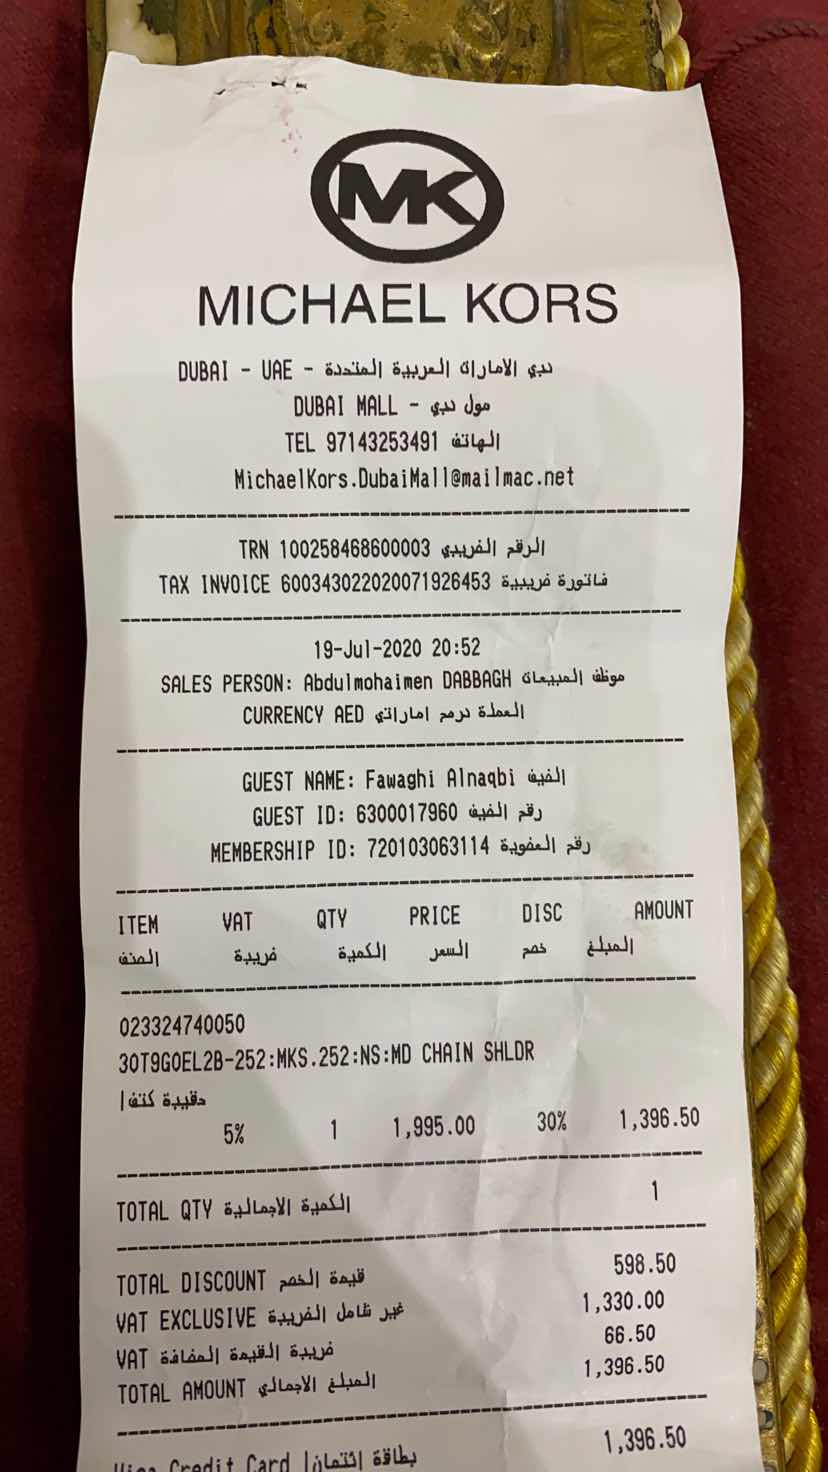 MK
MICHAEL KORS
DUBAI - UAE - دبي الامارات العربية المتحدة
DUBAI MALL - مول دبي
TEL 97143253491 الهاتف
MichaelKors.DubaiMall@mailmac.net
TRN 100258468600003 الرقم الضريبي
TAX INVOICE 600343022020071926453 فاتورة ضريبية
19-Jul-2020 20:52
SALES PERSON: Abdulmohaimen DABBAGH موظف المبيعات
CURRENCY AED العملة درهم اماراتي
GUEST NAME: Fawaghi Alnaqbi الضيف
GUEST ID: 6300017960 رقم الضيف
MEMBERSHIP ID: 720103063114 رقم العضوية
ITEM VAT QTY PRICE DISC AMOUNT
الصنف ضريبة الكمية السعر خصم المبلغ
023324740050
30T9G0EL2B-252:MKS.252:NS:MD CHAIN SHLDR
حقيبة كتف ا
5% 1 1,995.00 30% 1,396.50
TOTAL QTY الكمية الاجمالية 1
TOTAL DISCOUNT قيمة الخصم 598.50
VAT EXCLUSIVE غير شامل الضريبة 1,330.00
VAT ضريبة القيمة المضافة 66.50
TOTAL AMOUNT المبلغ الاجمالي 1,396.50
Visa Credit Card بطاقة إئتمان ا 1,396.50